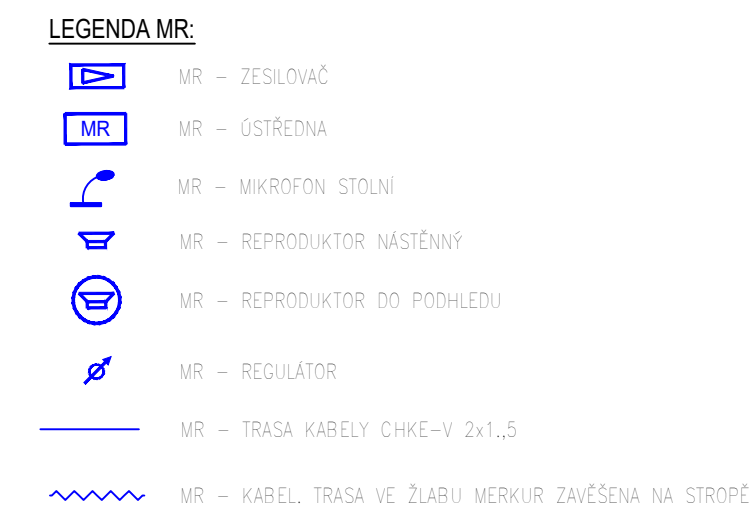 LEGENDA MR:
MR – ZESILOVAČ
MR MR – ÚSTŘEDNA
MR – MIKROFON STOLNÍ
MR – REPRODUKTOR NÁSTĚNNÝ
MR – REPRODUKTOR DO PODHLEDU
MR – REGULÁTOR
MR – TRASA KABELY CHKE–V 2x1.,5
MR – KABEL. TRASA VE ŽLABU MERKUR ZAVĚŠENA NA STROPĚ